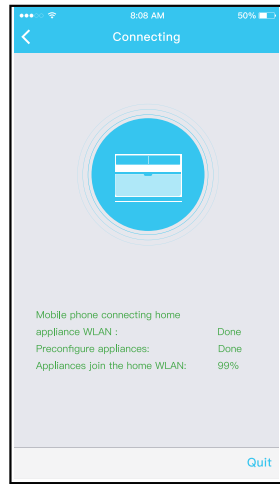 8:08 AM 50%
Connecting
Mobile phone connecting home
appliance WLAN : Done
Preconfigure appliances: Done
Appliances join the home WLAN: 99%
Quit